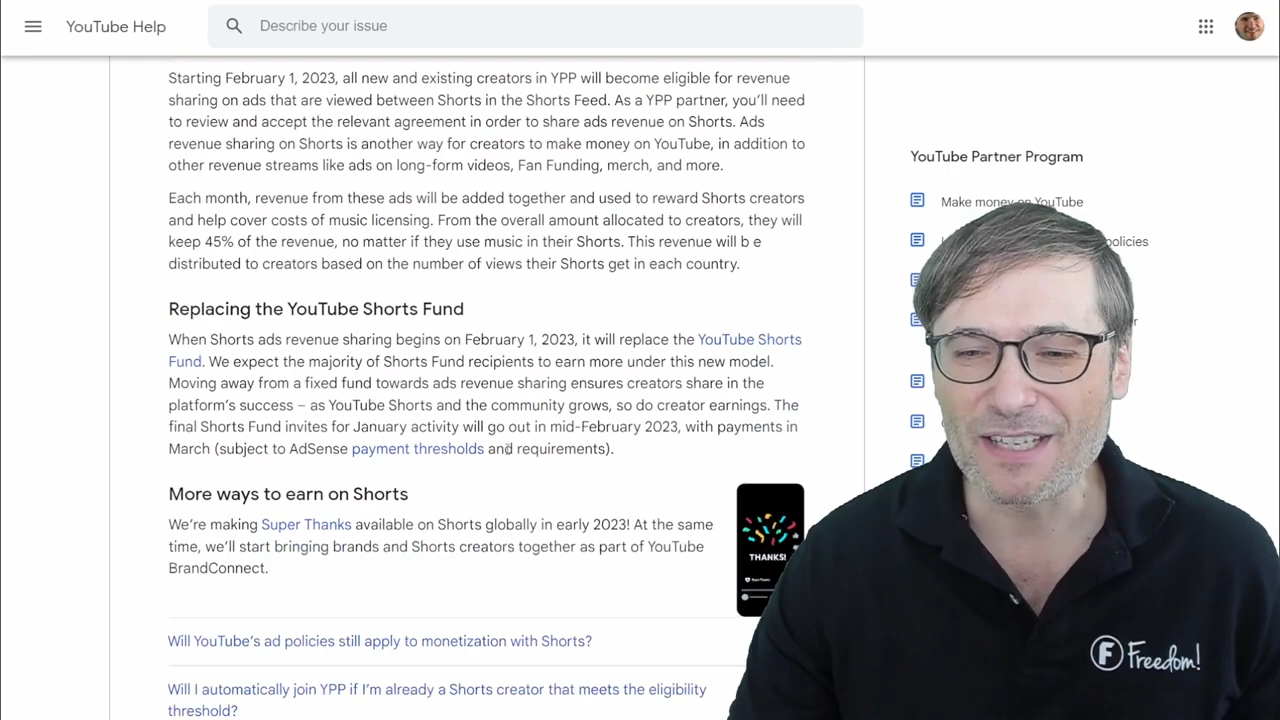 YouTube Help
Describe your issue
Starting February 1, 2023, all new and existing creators in YPP will become eligible for revenue
sharing on ads that are viewed between Shorts in the Shorts Feed. As a YPP partner, you’ll need
to review and accept the relevant agreement in order to share ads revenue on Shorts. Ads
revenue sharing on Shorts is another way for creators to make money on YouTube, in addition to
other revenue streams like ads on long-form videos, Fan Funding, merch, and more.
Each month, revenue from these ads will be added together and used to reward Shorts creators
and help cover costs of music licensing. From the overall amount allocated to creators, they will
keep 45% of the revenue, no matter if they use music in their Shorts. This revenue will b e
distributed to creators based on the number of views their Shorts get in each country.
Replacing the YouTube Shorts Fund
When Shorts ads revenue sharing begins on February 1, 2023, it will replace the YouTube Shorts
Fund. We expect the majority of Shorts Fund recipients to earn more under this new model.
Moving away from a fixed fund towards ads revenue sharing ensures creators share in the
platform’s success – as YouTube Shorts and the community grows, so do creator earnings. The
final Shorts Fund invites for January activity will go out in mid-February 2023, with payments in
March (subject to AdSense payment thresholds and requirements).
More ways to earn on Shorts
We’re making Super Thanks available on Shorts globally in early 2023! At the same
time, we’ll start bringing brands and Shorts creators together as part of YouTube
BrandConnect.
THANKS!
Will YouTube’s ad policies still apply to monetization with Shorts?
Will I automatically join YPP if I’m already a Shorts creator that meets the eligibility
threshold?
YouTube Partner Program
Make money on YouTube
policies
Freedom!